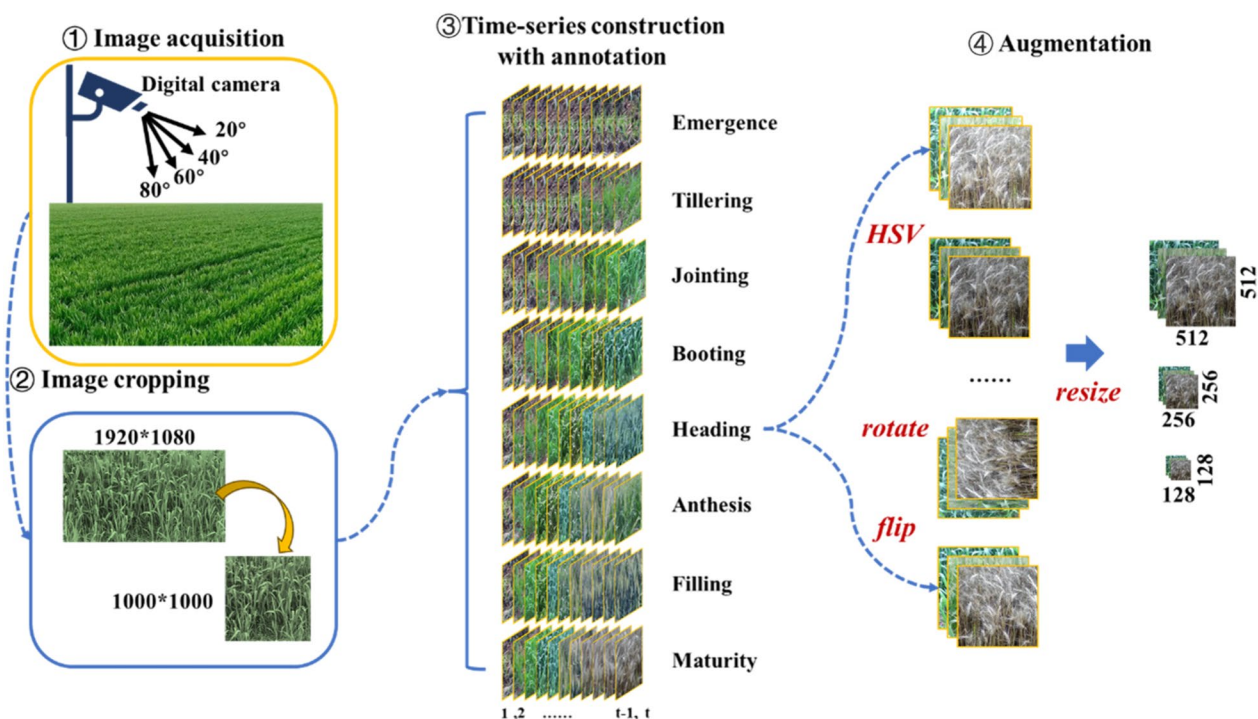 ① Image acquisition
Digital camera
20°
40°
60°
80°
② Image cropping
1920*1080
1000*1000
③Time-series construction
with annotation
Emergence
Tillering
Jointing
Booting
Heading
Anthesis
Filling
Maturity
1 ,2 ...... t-1, t
④ Augmentation
HSV
......
rotate
flip
resize
512
512
256
256
128
128